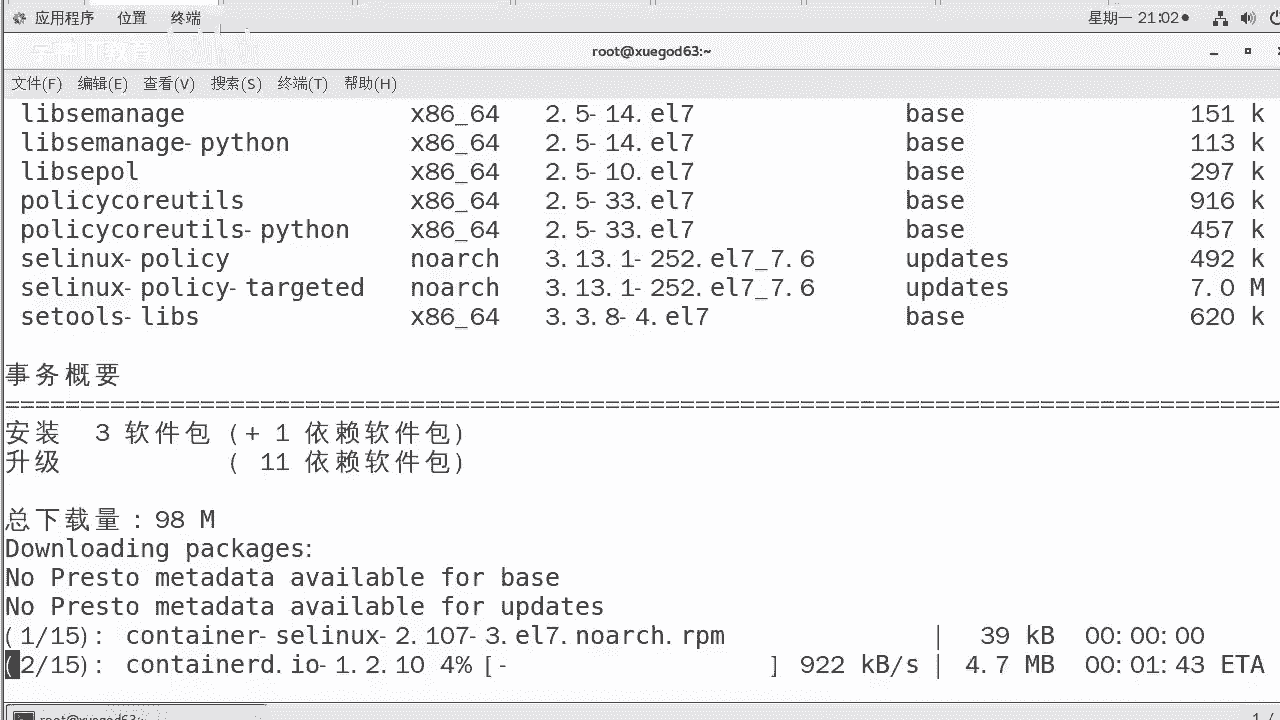 应用程序 位置 终端 星期一 21:02
root@xuegod63:~
文件(F) 编辑(E) 查看(V) 搜索(S) 终端(T) 帮助(H)
libsemanage x86_64 2.5-14.el7 base 151 k
libsemanage-python x86_64 2.5-14.el7 base 113 k
libsepol x86_64 2.5-10.el7 base 297 k
policycoreutils x86_64 2.5-33.el7 base 916 k
policycoreutils-python x86_64 2.5-33.el7 base 457 k
selinux-policy noarch 3.13.1-252.el7_7.6 updates 492 k
selinux-policy-targeted noarch 3.13.1-252.el7_7.6 updates 7.0 M
setools-libs x86_64 3.3.8-4.el7 base 620 k
事务概要
================================================================================
安装 3 软件包 (+ 1 依赖软件包)
升级 ( 11 依赖软件包)
总下载量：98 M
Downloading packages:
No Presto metadata available for base
No Presto metadata available for updates
(1/15): container-selinux-2.107-3.el7.noarch.rpm | 39 kB 00:00:00
(2/15): containerd.io-1.2.10 4% [- ] 922 kB/s | 4.7 MB 00:01:43 ETA
root@xuegod63:~ 1 /